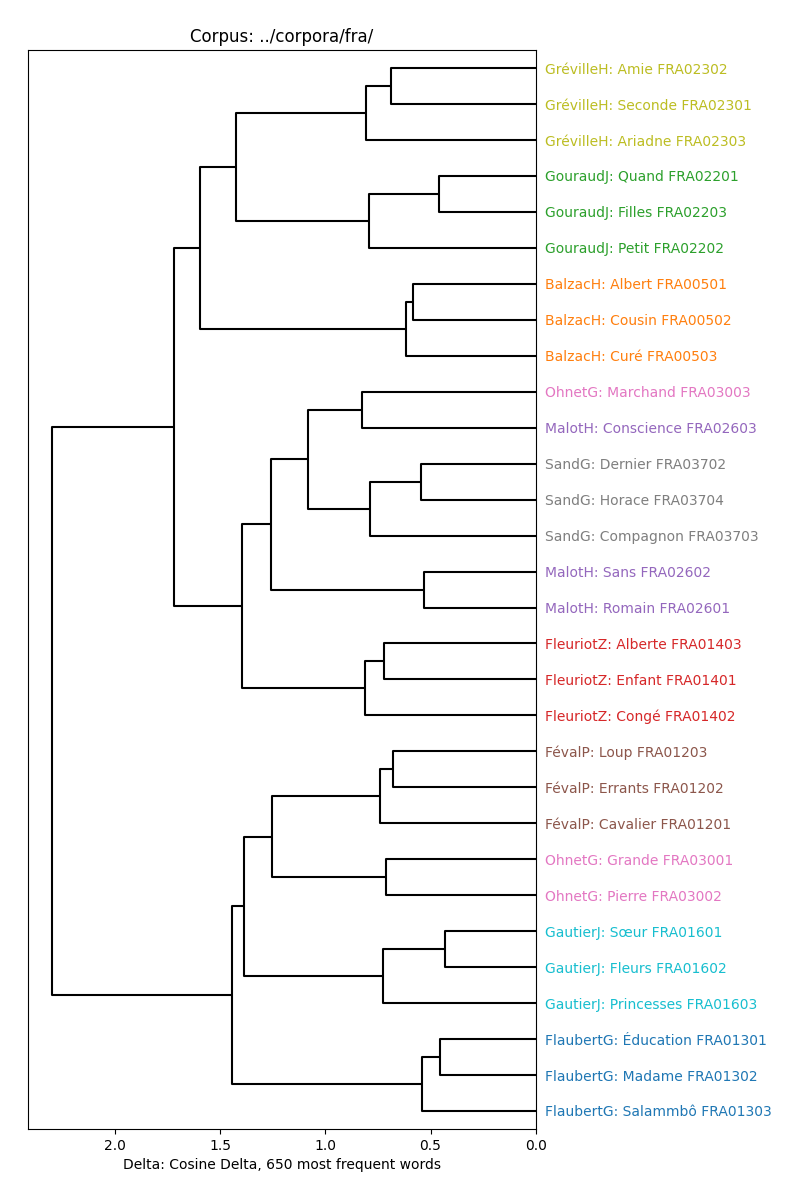 Corpus: ../corpora/fra/
GrévilleH: Amie FRA02302
GrévilleH: Seconde FRA02301
GrévilleH: Ariadne FRA02303
GouraudJ: Quand FRA02201
GouraudJ: Filles FRA02203
GouraudJ: Petit FRA02202
BalzacH: Albert FRA00501
BalzacH: Cousin FRA00502
BalzacH: Curé FRA00503
OhnetG: Marchand FRA03003
MalotH: Conscience FRA02603
SandG: Dernier FRA03702
SandG: Horace FRA03704
SandG: Compagnon FRA03703
MalotH: Sans FRA02602
MalotH: Romain FRA02601
FleuriotZ: Alberte FRA01403
FleuriotZ: Enfant FRA01401
FleuriotZ: Congé FRA01402
FévalP: Loup FRA01203
FévalP: Errants FRA01202
FévalP: Cavalier FRA01201
OhnetG: Grande FRA03001
OhnetG: Pierre FRA03002
GautierJ: Sœur FRA01601
GautierJ: Fleurs FRA01602
GautierJ: Princesses FRA01603
FlaubertG: Éducation FRA01301
FlaubertG: Madame FRA01302
FlaubertG: Salammbô FRA01303
2.0 1.5 1.0 0.5 0.0
Delta: Cosine Delta, 650 most frequent words